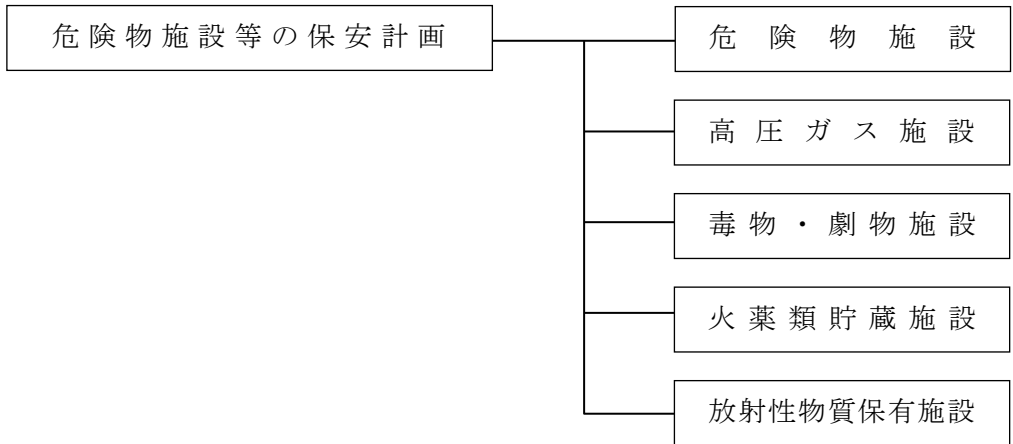 危険物施設等の保安計画
危険物施設
高圧ガス施設
毒物・劇物施設
火薬類貯蔵施設
放射性物質保有施設